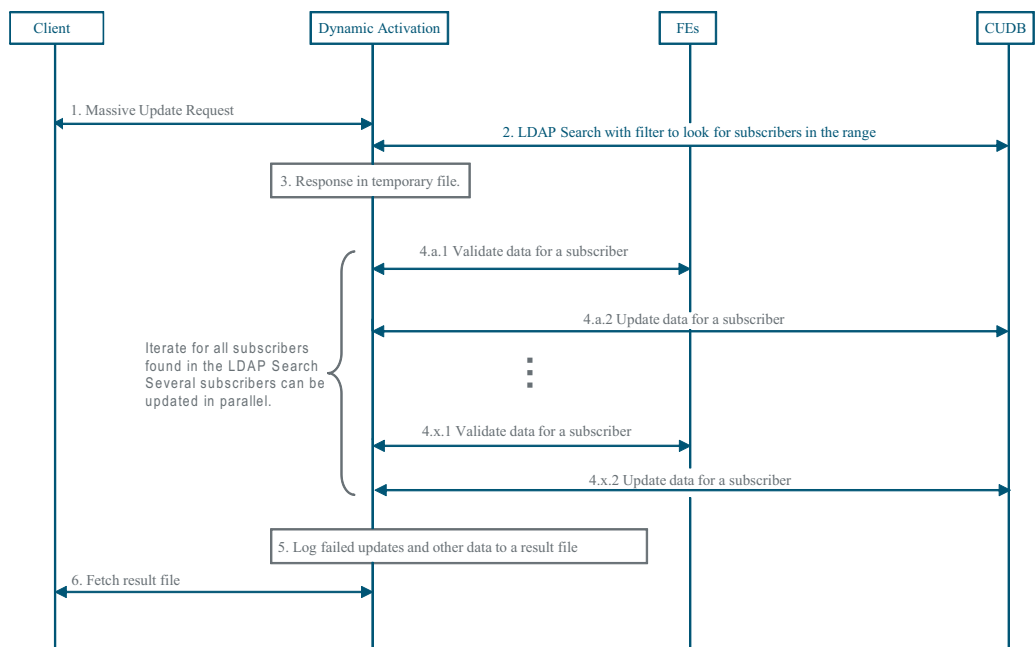 Client
Dynamic Activation
FEs
CUDB
1. Massive Update Request
2. LDAP Search with filter to look for subscribers in the range
3. Response in temporary file.
4.a.1 Validate data for a subscriber
4.a.2 Update data for a subscriber
Iterate for all subscribers
found in the LDAP Search
Several subscribers can be
updated in parallel.
4.x.1 Validate data for a subscriber
4.x.2 Update data for a subscriber
5. Log failed updates and other data to a result file
6. Fetch result file